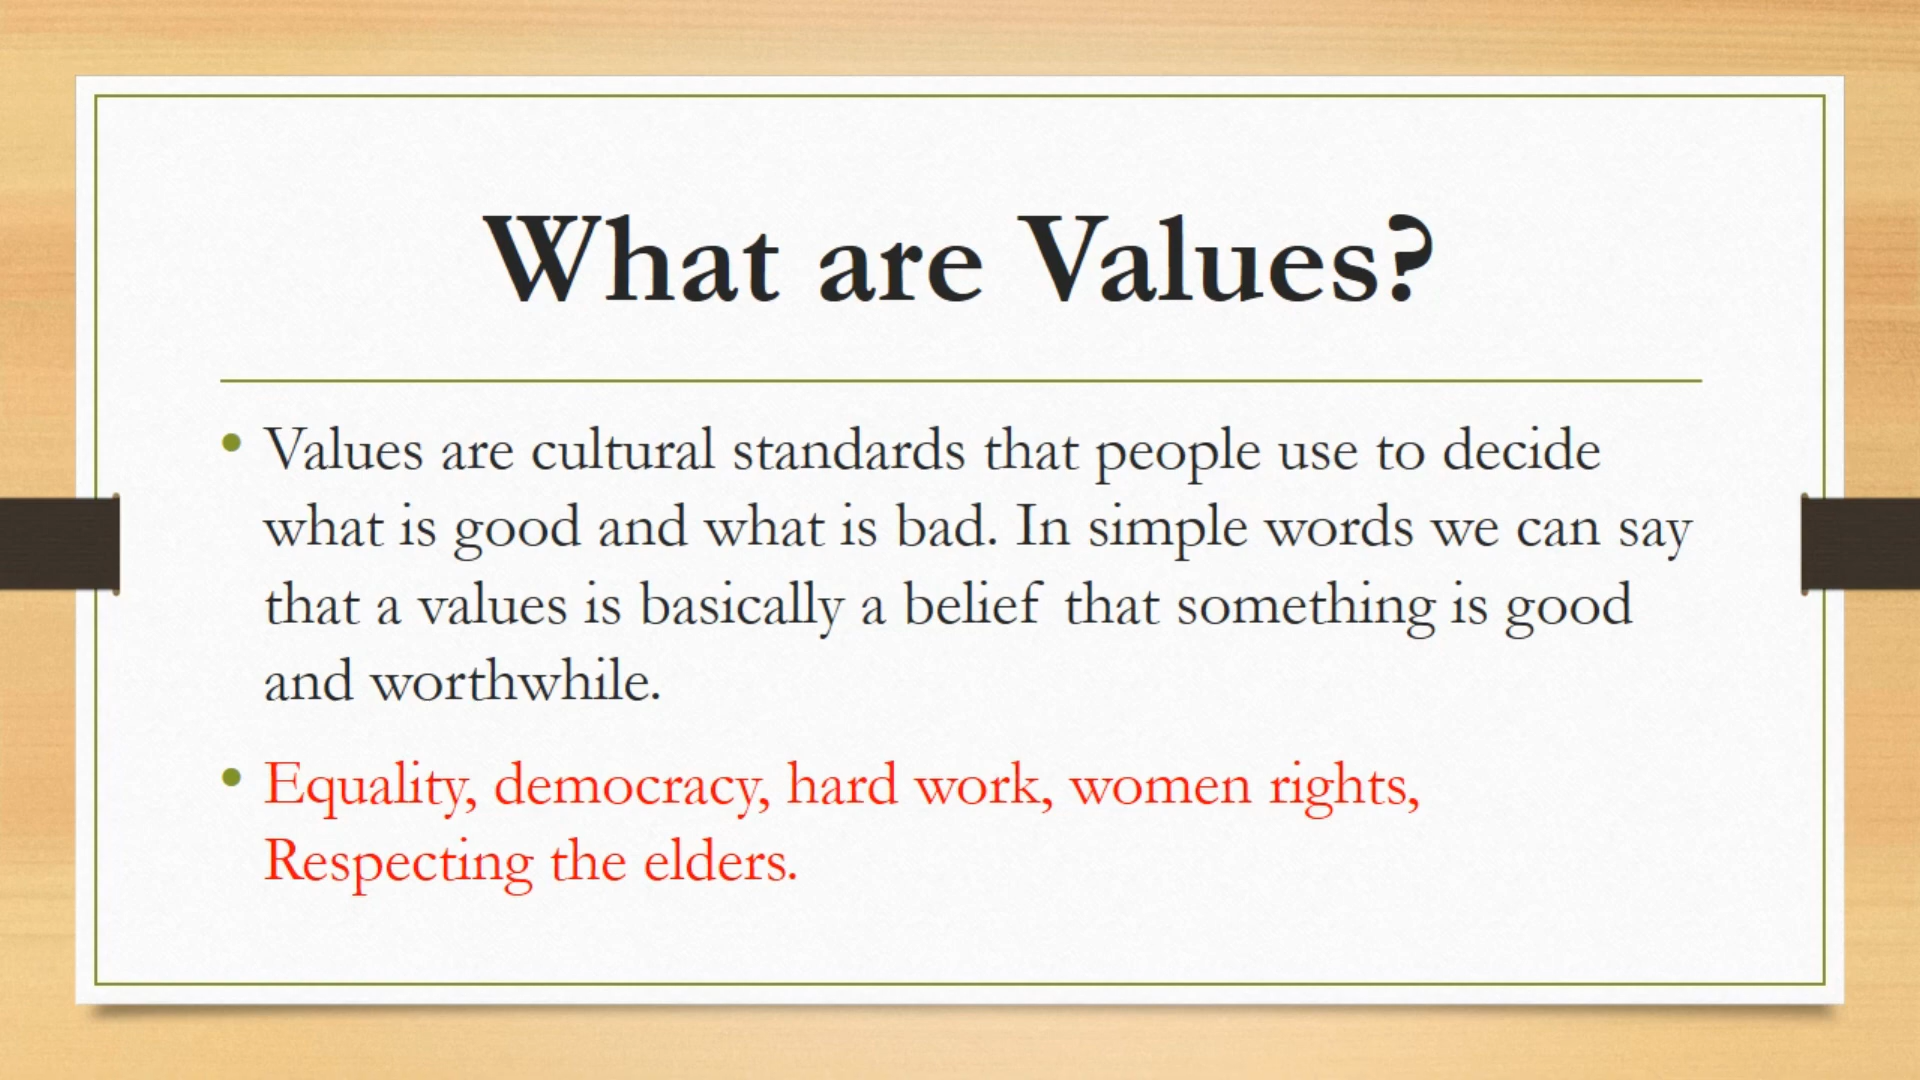 What are Values?
• Values are cultural standards that people use to decide
what is good and what is bad. In simple words we can say
that a values is basically a belief that something is good
and worthwhile.
• Equality, democracy, hard work, women rights,
Respecting the elders.